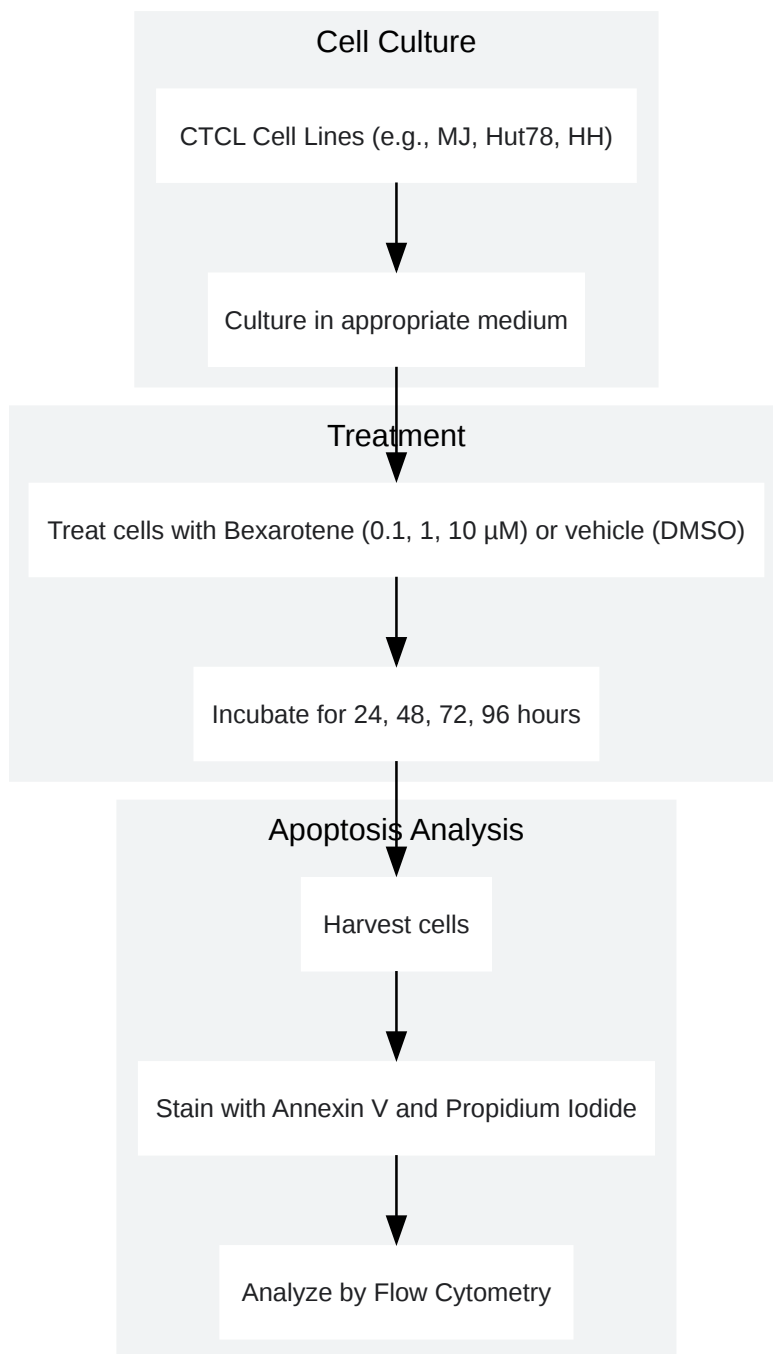 Cell Culture
CTCL Cell Lines (e.g., MJ, Hut78, HH)
Culture in appropriate medium
Treatment
Treat cells with Bexarotene (0.1, 1, 10 µM) or vehicle (DMSO)
Incubate for 24, 48, 72, 96 hours
Apoptosis Analysis
Harvest cells
Stain with Annexin V and Propidium Iodide
Analyze by Flow Cytometry